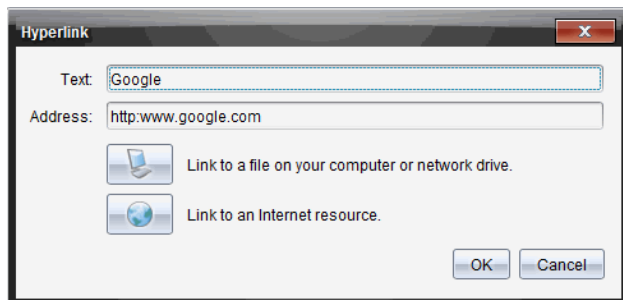 Hyperlink
Text: Google
Address: http:www.google.com
Link to a file on your computer or network drive.
Link to an Internet resource.
OK Cancel